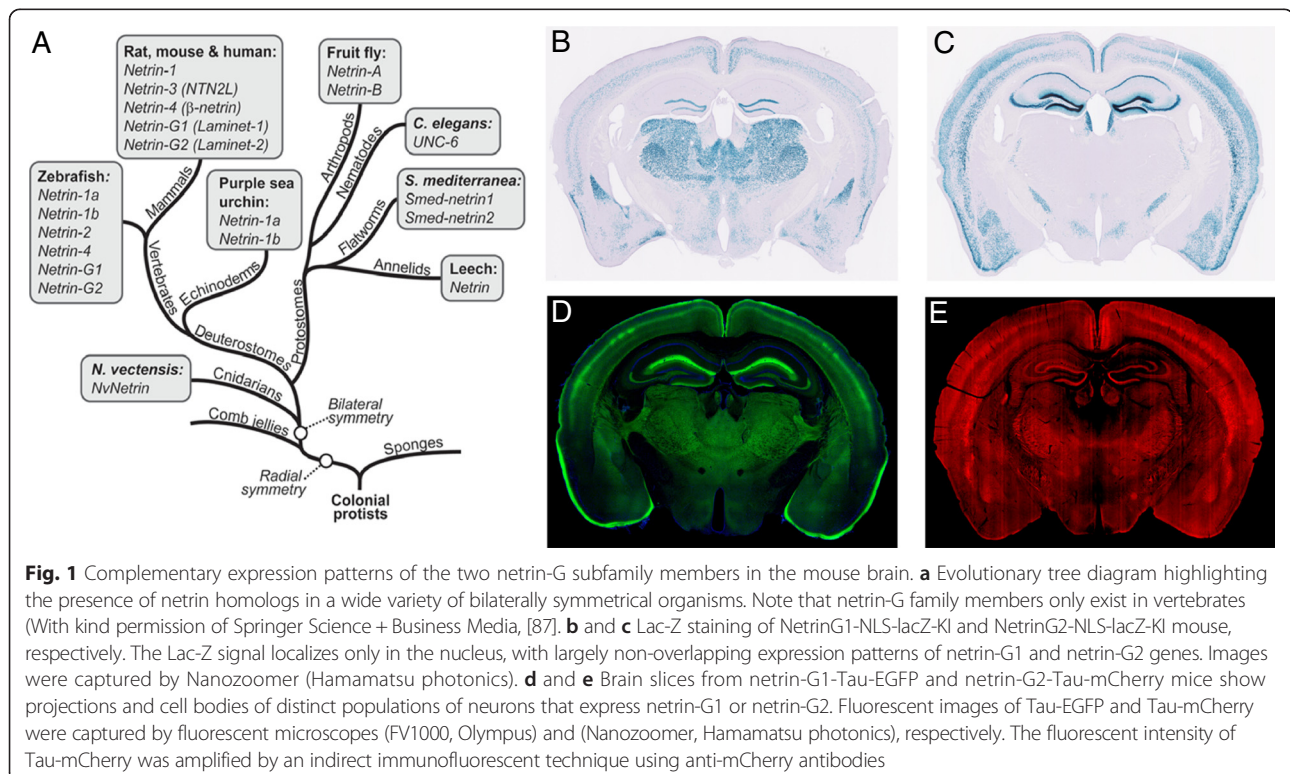 A
Rat, mouse & human:
Netrin-1
Netrin-3 (NTN2L)
Netrin-4 (β-netrin)
Netrin-G1 (Laminet-1)
Netrin-G2 (Laminet-2)
Fruit fly:
Netrin-A
Netrin-B
C. elegans:
UNC-6
S. mediterranea:
Smed-netrin1
Smed-netrin2
Leech:
Netrin
Zebrafish:
Netrin-1a
Netrin-1b
Netrin-2
Netrin-4
Netrin-G1
Netrin-G2
Purple sea
urchin:
Netrin-1a
Netrin-1b
N. vectensis:
NvNetrin
Mammals
Vertebrates
Echinoderms
Deuterostomes
Protostomes
Arthropods
Nematodes
Flatworms
Annelids
Cnidarians
Comb jellies
Bilateral
symmetry
Radial
symmetry
Sponges
Colonial
protists
B
C
D
E
Fig. 1 Complementary expression patterns of the two netrin-G subfamily members in the mouse brain. a Evolutionary tree diagram highlighting
the presence of netrin homologs in a wide variety of bilaterally symmetrical organisms. Note that netrin-G family members only exist in vertebrates
(With kind permission of Springer Science + Business Media, [87]. b and c Lac-Z staining of NetrinG1-NLS-lacZ-KI and NetrinG2-NLS-lacZ-KI mouse,
respectively. The Lac-Z signal localizes only in the nucleus, with largely non-overlapping expression patterns of netrin-G1 and netrin-G2 genes. Images
were captured by Nanozoomer (Hamamatsu photonics). d and e Brain slices from netrin-G1-Tau-EGFP and netrin-G2-Tau-mCherry mice show
projections and cell bodies of distinct populations of neurons that express netrin-G1 or netrin-G2. Fluorescent images of Tau-EGFP and Tau-mCherry
were captured by fluorescent microscopes (FV1000, Olympus) and (Nanozoomer, Hamamatsu photonics), respectively. The fluorescent intensity of
Tau-mCherry was amplified by an indirect immunofluorescent technique using anti-mCherry antibodies